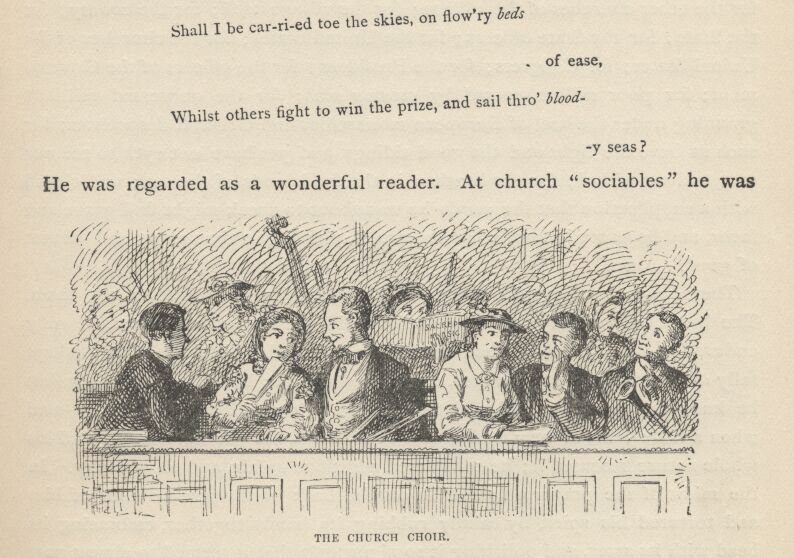 Shall I be car-ri-ed toe the skies, on flow'ry beds
of ease,
Whilst others fight to win the prize, and sail thro' blood-
-y seas?
He was regarded as a wonderful reader. At church "sociables" he was
SACRED
THE CHURCH CHOIR.